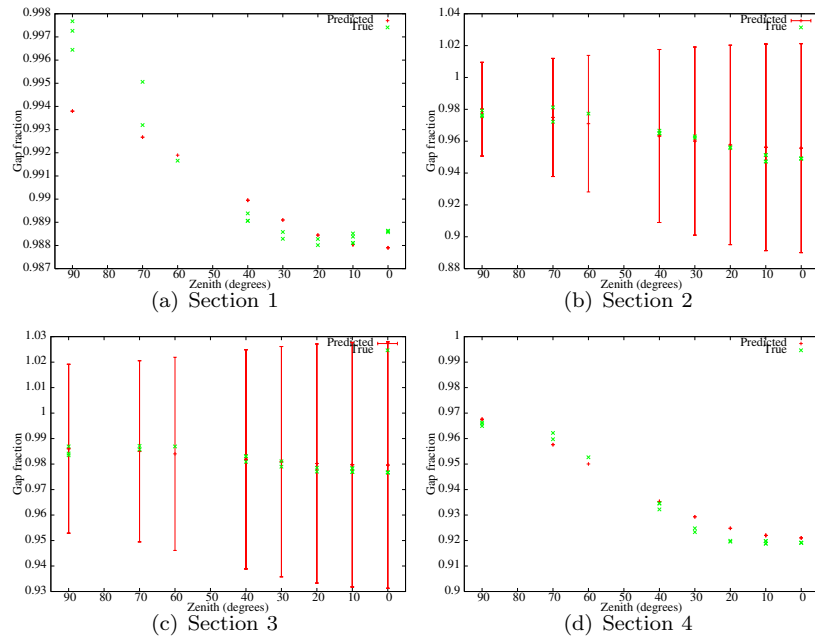 0.998
0.997
0.996
0.995
0.994
0.993
0.992
0.991
0.99
0.989
0.988
0.987
Gap fraction
Predicted
True
90 80 70 60 50 40 30 20 10 0
Zenith (degrees)
(a) Section 1
1.04
1.02
1
0.98
0.96
0.94
0.92
0.9
0.88
Gap fraction
Predicted
True
90 80 70 60 50 40 30 20 10 0
Zenith (degrees)
(b) Section 2
1.03
1.02
1.01
1
0.99
0.98
0.97
0.96
0.95
0.94
0.93
Gap fraction
Predicted
True
90 80 70 60 50 40 30 20 10 0
Zenith (degrees)
(c) Section 3
1
0.99
0.98
0.97
0.96
0.95
0.94
0.93
0.92
0.91
0.9
Gap fraction
Predicted
True
90 80 70 60 50 40 30 20 10 0
Zenith (degrees)
(d) Section 4